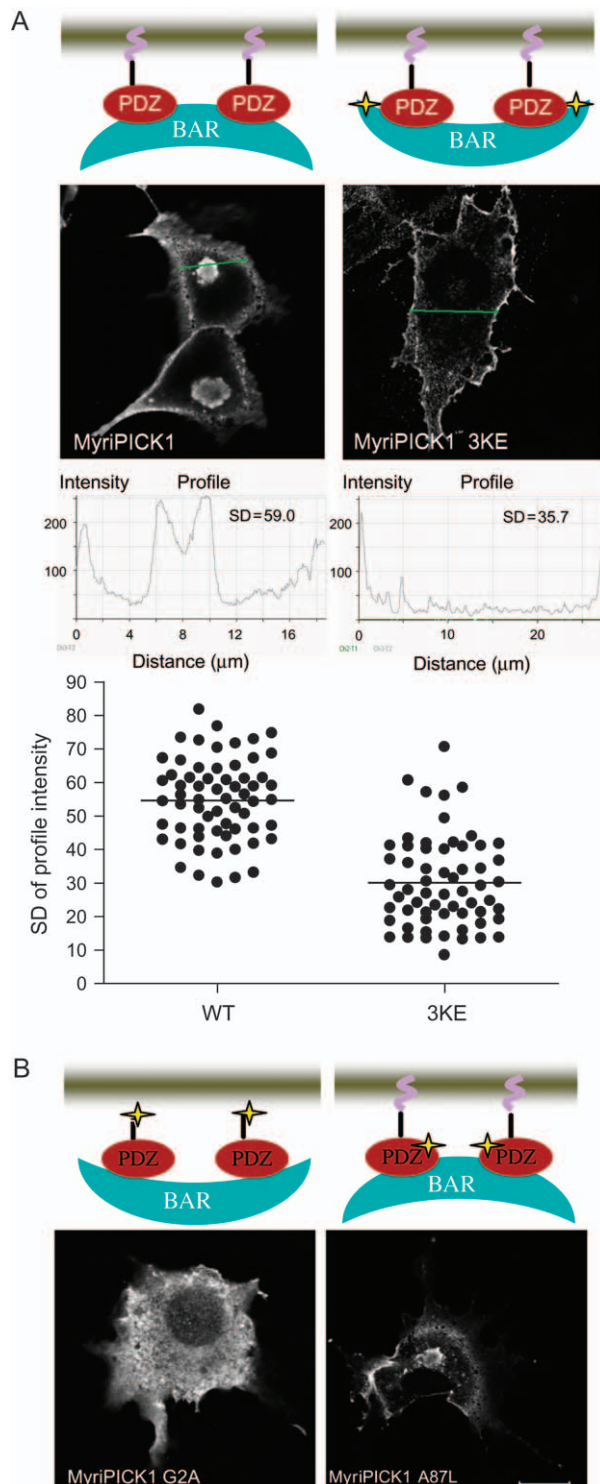 A
PDZ PDZ PDZ PDZ
BAR BAR
MyriPICK1 MyriPICK1 3KE
Intensity Profile Intensity Profile
SD=59.0 SD=35.7
200 200
100 100
0 4 8 12 16 0 10 20
Distance (μm) Distance (μm)
90
80
70
60
50
40
30
20
10
0
SD of profile intensity
WT 3KE
B
PDZ PDZ PDZ PDZ
BAR BAR
MyriPICK1 G2A MyriPICK1 A87L